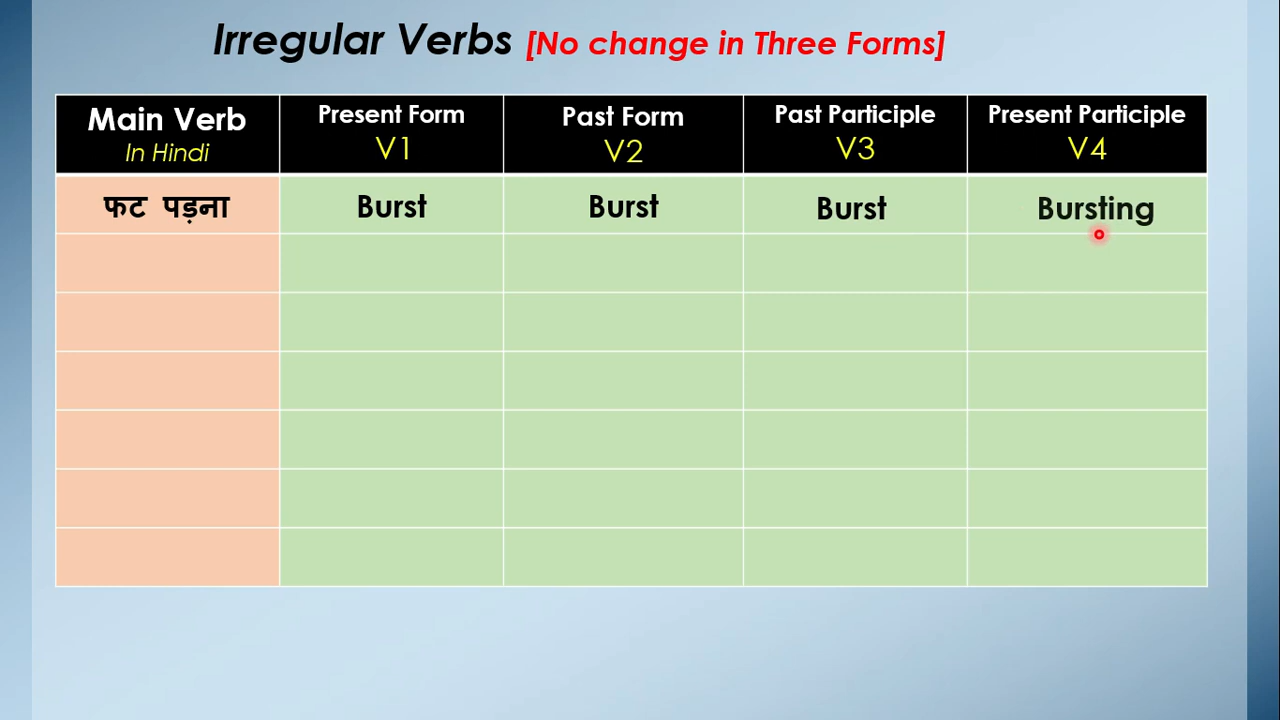 Irregular Verbs [No change in Three Forms]
Main Verb Present Form Past Form Past Participle Present Participle
In Hindi V1 V2 V3 V4
फट पड़ना Burst Burst Burst Bursting